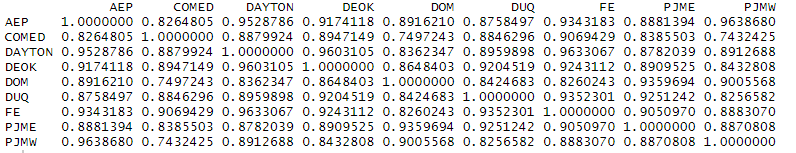 AEP COMED DAYTON DEOK DOM DUQ FE PJME PJMW
AEP 1.0000000 0.8264805 0.9528786 0.9174118 0.8916210 0.8758497 0.9343183 0.8881394 0.9638680
COMED 0.8264805 1.0000000 0.8879924 0.8947149 0.7497243 0.8846296 0.9069429 0.8385503 0.7432425
DAYTON 0.9528786 0.8879924 1.0000000 0.9603105 0.8362347 0.8959898 0.9633067 0.8782039 0.8912688
DEOK 0.9174118 0.8947149 0.9603105 1.0000000 0.8648403 0.9204519 0.9243112 0.8909525 0.8432808
DOM 0.8916210 0.7497243 0.8362347 0.8648403 1.0000000 0.8424683 0.8260243 0.9359694 0.9005568
DUQ 0.8758497 0.8846296 0.8959898 0.9204519 0.8424683 1.0000000 0.9352301 0.9251242 0.8256582
FE 0.9343183 0.9069429 0.9633067 0.9243112 0.8260243 0.9352301 1.0000000 0.9050970 0.8883070
PJME 0.8881394 0.8385503 0.8782039 0.8909525 0.9359694 0.9251242 0.9050970 1.0000000 0.8870808
PJMW 0.9638680 0.7432425 0.8912688 0.8432808 0.9005568 0.8256582 0.8883070 0.8870808 1.0000000